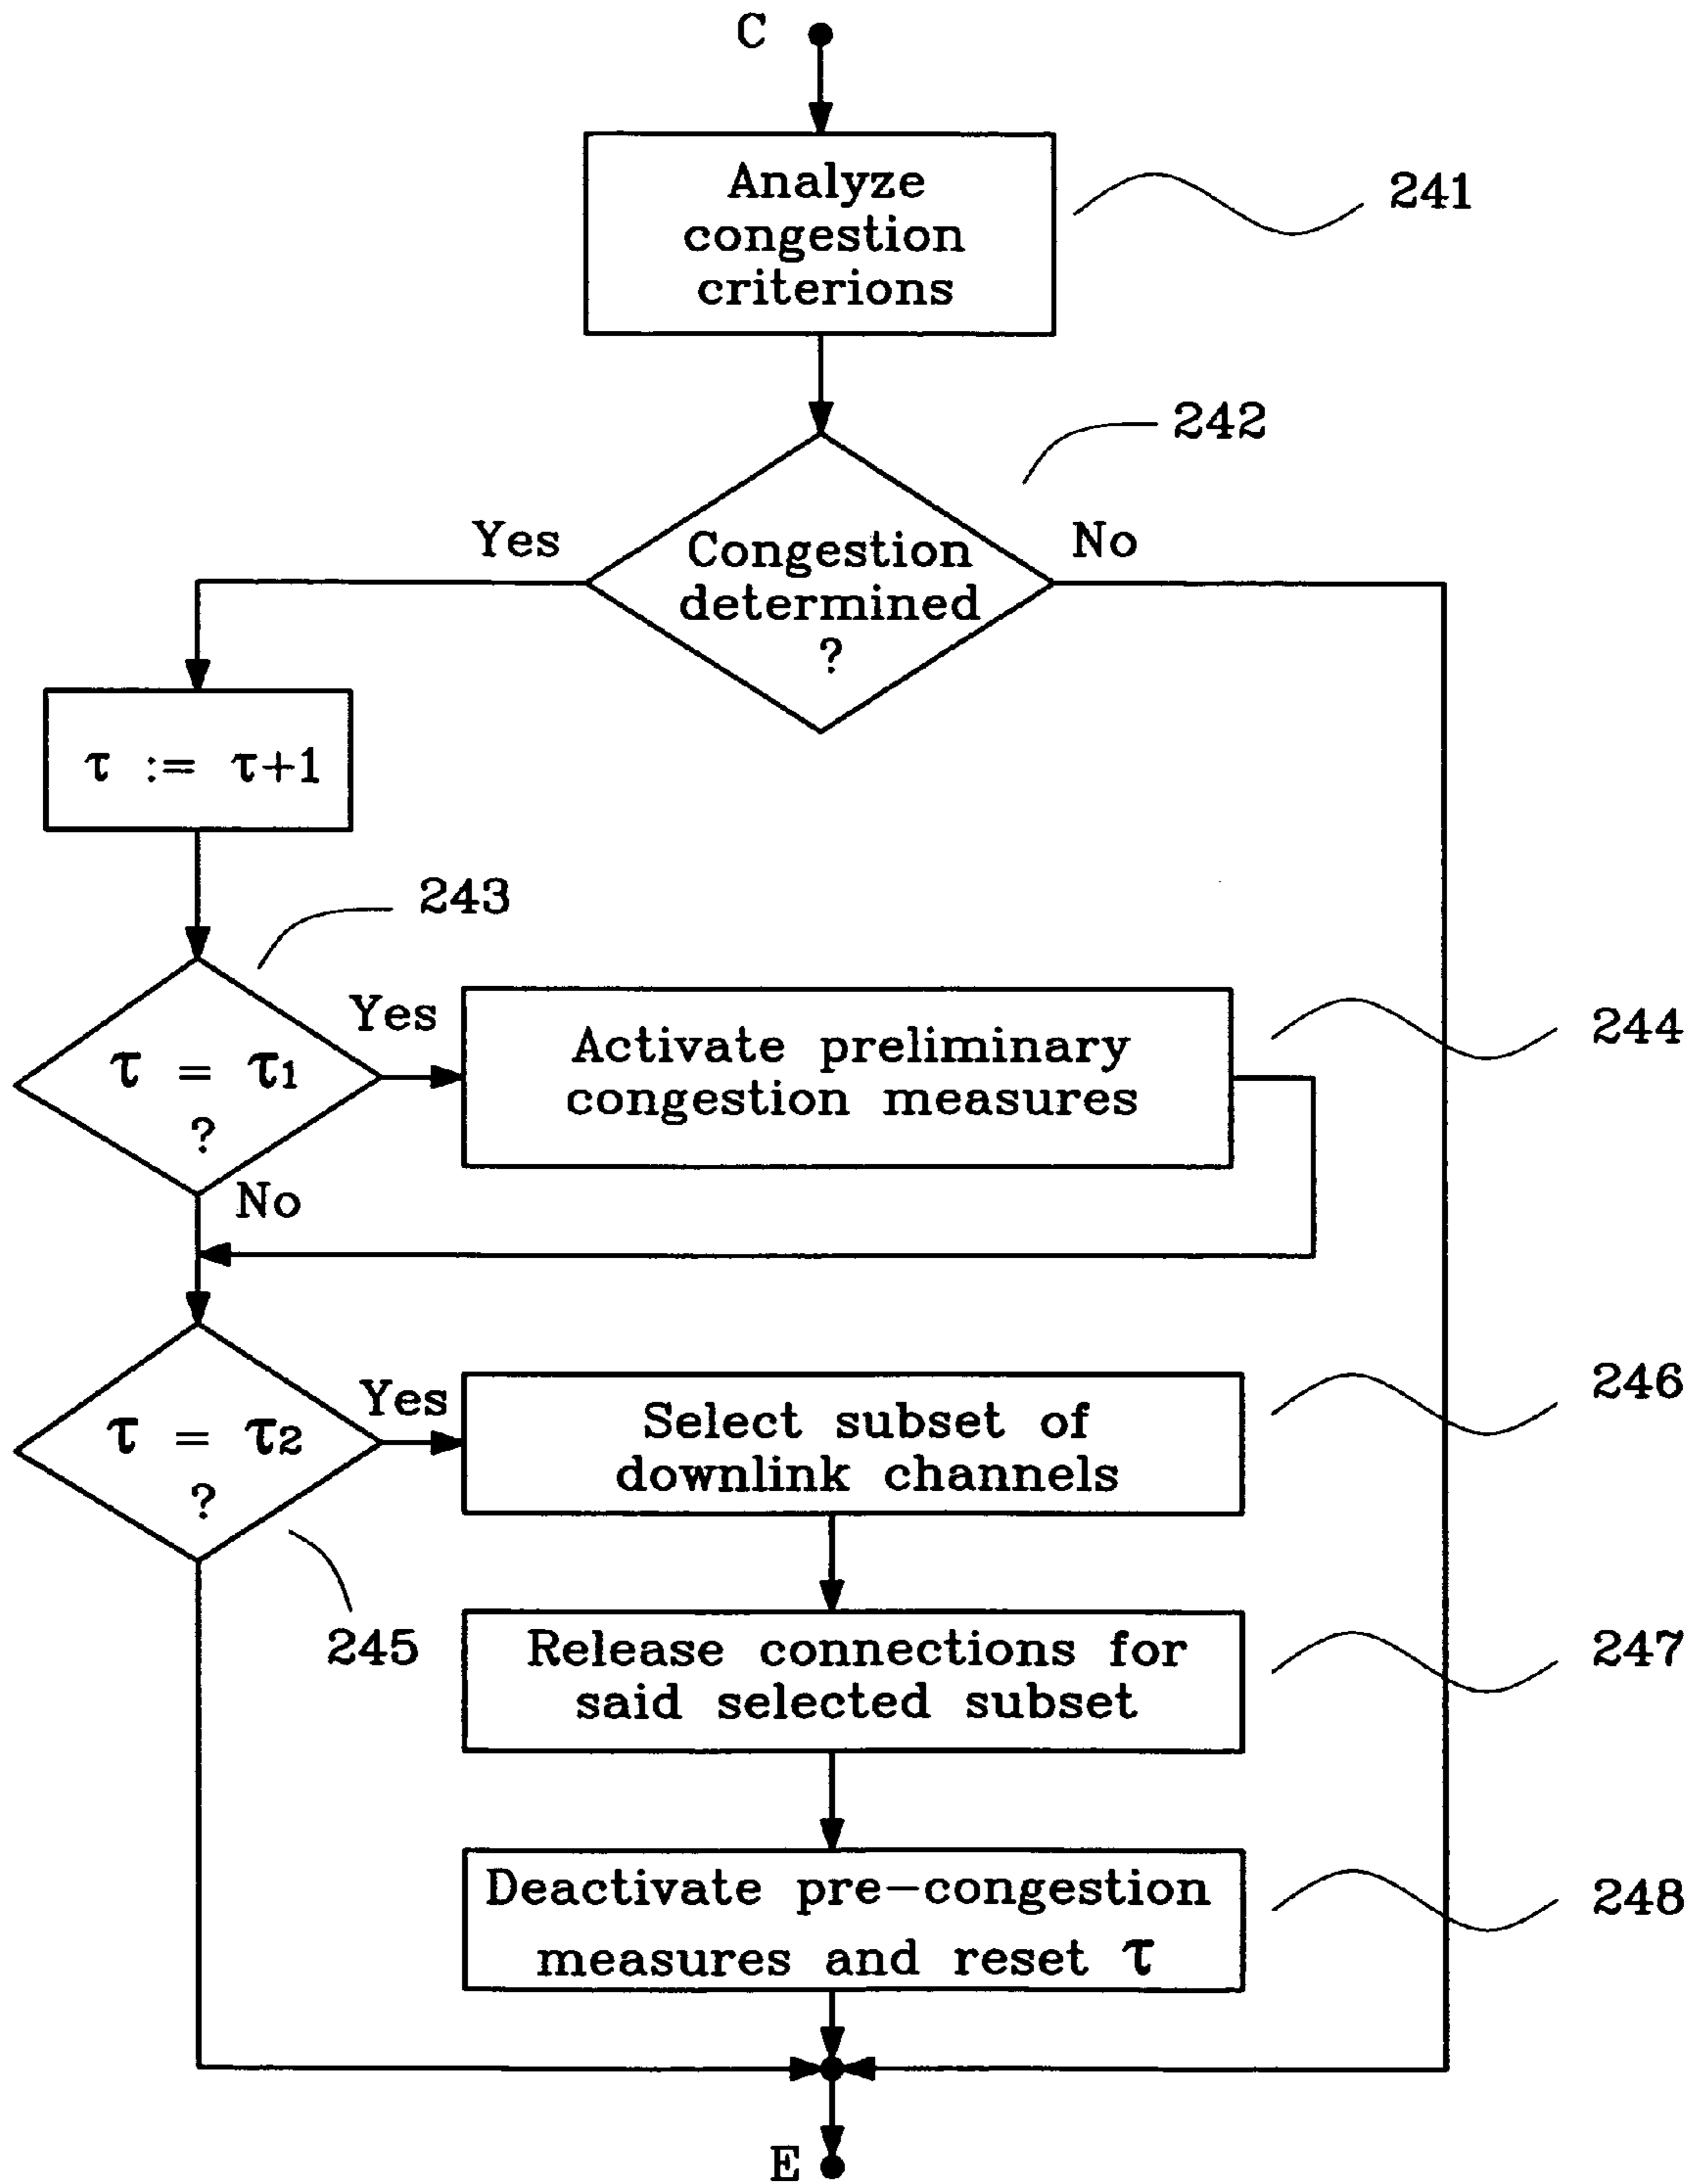 C
Analyze
congestion
criterions
241
242
Yes
No
Congestion
determined
?
τ := τ+1
243
Yes
τ = τ1
?
No
Activate preliminary
congestion measures
244
Yes
τ = τ2
?
245
Select subset of
downlink channels
246
Release connections for
said selected subset
247
Deactivate pre-congestion
measures and reset τ
248
E